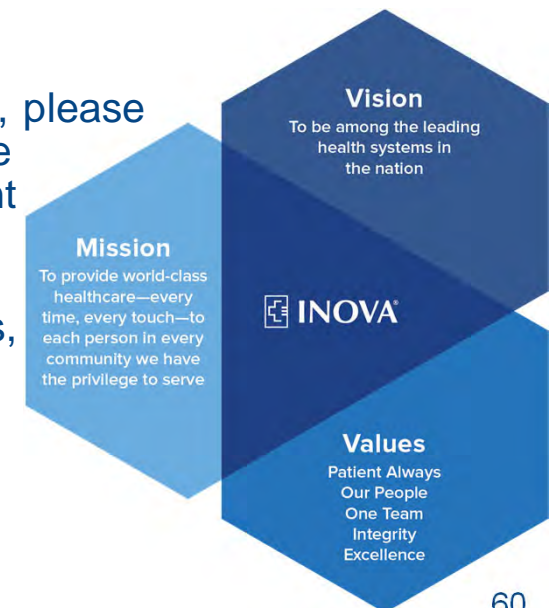 , please
e
nt
s,
Vision
To be among the leading
health systems in
the nation
Mission
To provide world-class
healthcare—every
time, every touch—to
each person in every
community we have
the privilege to serve
INOVA®
Values
Patient Always
Our People
One Team
Integrity
Excellence
60